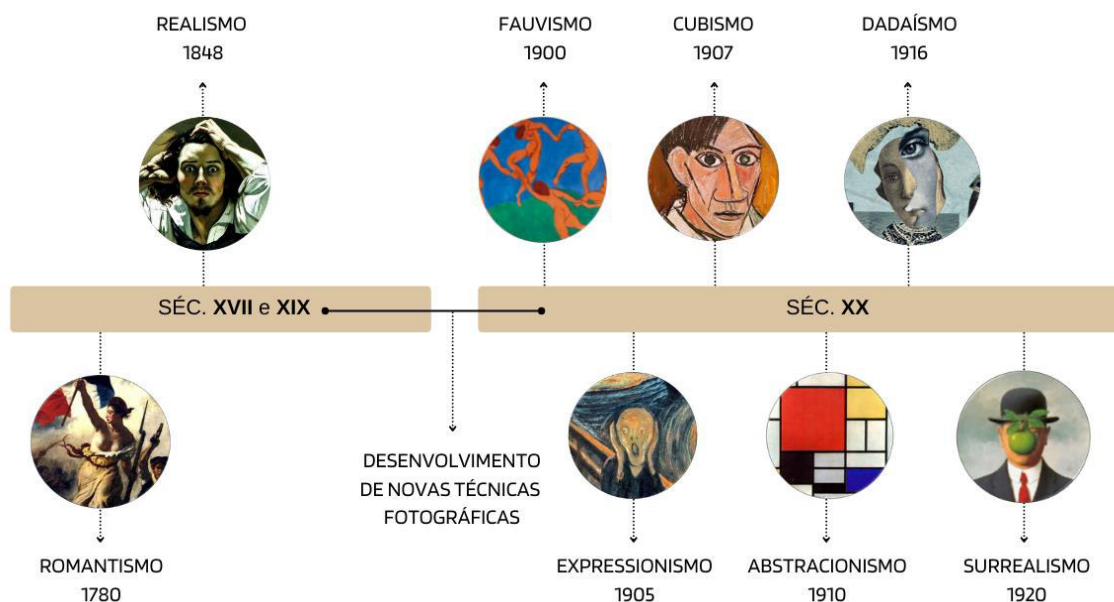 REALISMO
1848
FAUVISMO
1900
CUBISMO
1907
DADAÍSMO
1916
SÉC. XVII e XIX
SÉC. XX
DESENVOLVIMENTO
DE NOVAS TÉCNICAS
FOTOGRÁFICAS
ROMANTISMO
1780
EXPRESSIONISMO
1905
ABSTRACIONISMO
1910
SURREALISMO
1920